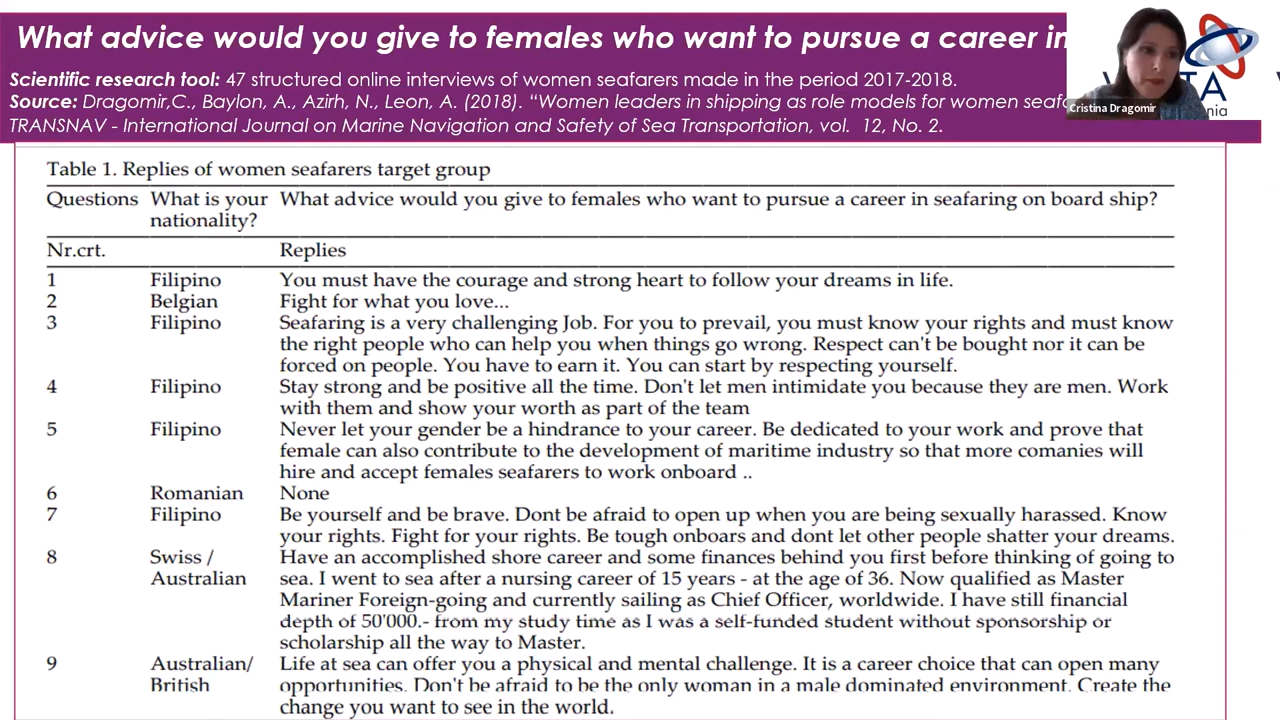 What advice would you give to females who want to pursue a career in
Scientific research tool: 47 structured online interviews of women seafarers made in the period 2017-2018.
Source: Dragomir,C., Baylon, A., Azirh, N., Leon, A. (2018). “Women leaders in shipping as role models for women
TRANSNAV - International Journal on Marine Navigation and Safety of Sea Transportation, vol. 12, No. 2.
Cristina Dragomir
Table 1. Replies of women seafarers target group
Questions What is your What advice would you give to females who want to pursue a career in seafaring on board ship?
nationality?
Nr.crt. Replies
1 Filipino You must have the courage and strong heart to follow your dreams in life.
2 Belgian Fight for what you love...
3 Filipino Seafaring is a very challenging Job. For you to prevail, you must know your rights and must know
the right people who can help you when things go wrong. Respect can't be bought nor it can be
forced on people. You have to earn it. You can start by respecting yourself.
4 Filipino Stay strong and be positive all the time. Don't let men intimidate you because they are men. Work
with them and show your worth as part of the team
5 Filipino Never let your gender be a hindrance to your career. Be dedicated to your work and prove that
female can also contribute to the development of maritime industry so that more comanies will
hire and accept females seafarers to work onboard ..
6 Romanian None
7 Filipino Be yourself and be brave. Dont be afraid to open up when you are being sexually harassed. Know
your rights. Fight for your rights. Be tough onboars and dont let other people shatter your dreams.
8 Swiss / Have an accomplished shore career and some finances behind you first before thinking of going to
Australian sea. I went to sea after a nursing career of 15 years - at the age of 36. Now qualified as Master
Mariner Foreign-going and currently sailing as Chief Officer, worldwide. I have still financial
depth of 50'000.- from my study time as I was a self-funded student without sponsorship or
scholarship all the way to Master.
9 Australian/ Life at sea can offer you a physical and mental challenge. It is a career choice that can open many
British opportunities. Don't be afraid to be the only woman in a male dominated environment. Create the
change you want to see in the world.